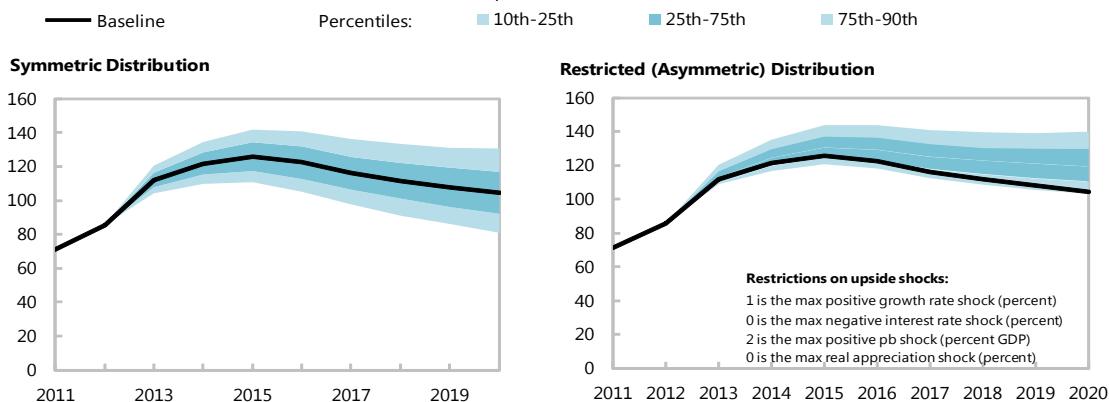 Baseline Percentiles: 10th-25th 25th-75th 75th-90th
Symmetric Distribution
160
140
120
100
80
60
40
20
0
2011 2013 2015 2017 2019
Restricted (Asymmetric) Distribution
160
140
120
100
80
60
40
20
0
Restrictions on upside shocks:
1 is the max positive growth rate shock (percent)
0 is the max negative interest rate shock (percent)
2 is the max positive pb shock (percent GDP)
0 is the max real appreciation shock (percent)
2011 2012 2013 2014 2015 2016 2017 2018 2019 2020